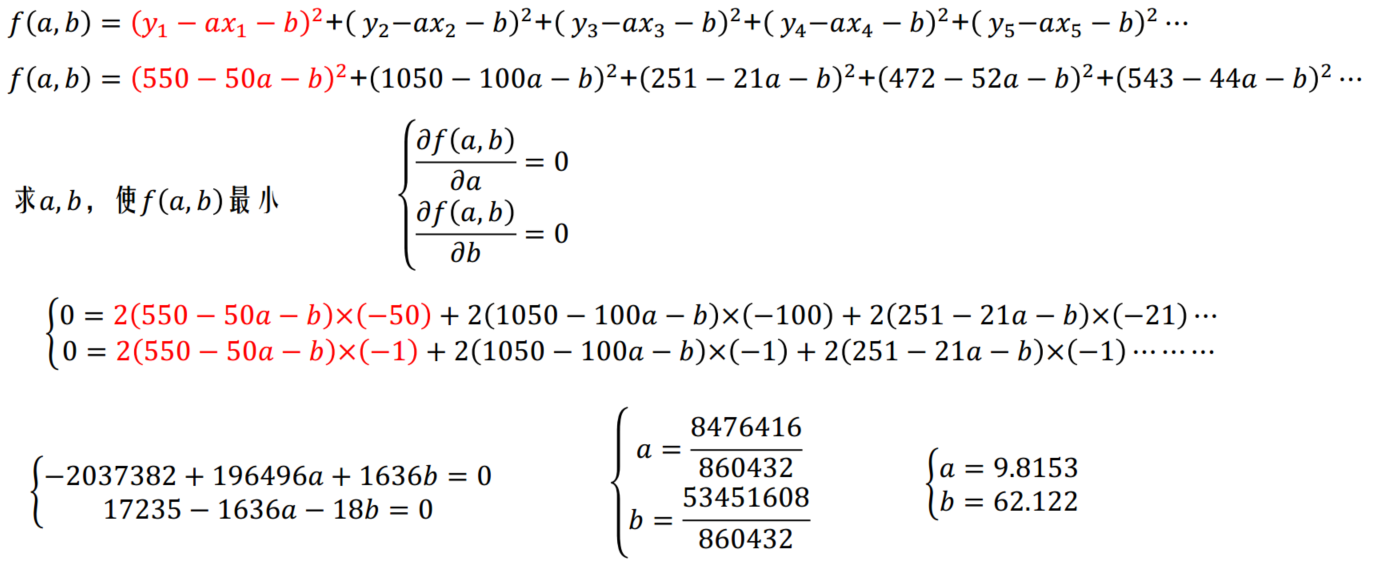 f(a,b) = (y₁ − ax₁ − b)²+( y₂−ax₂ − b)²+( y₃−ax₃ − b)²+( y₄−ax₄ − b)²+( y₅−ax₅ − b)² ⋯
f(a,b) = (550 − 50a − b)²+(1050 − 100a − b)²+(251 − 21a − b)²+(472 − 52a − b)²+(543 − 44a − b)² ⋯
求a,b，使f(a,b)最小
{∂f(a,b)/∂a = 0
∂f(a,b)/∂b = 0
{0 = 2(550 − 50a − b)×(−50) + 2(1050 − 100a − b)×(−100) + 2(251 − 21a − b)×(−21) ⋯
0 = 2(550 − 50a − b)×(−1) + 2(1050 − 100a − b)×(−1) + 2(251 − 21a − b)×(−1) ⋯ ⋯ ⋯
{−2037382 + 196496a + 1636b = 0
17235 − 1636a − 18b = 0
{a = 8476416/860432
b = 53451608/860432
{a = 9.8153
b = 62.122